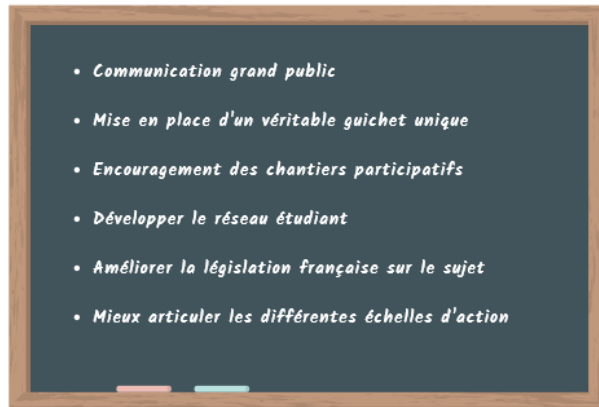 • Communication grand public
• Mise en place d'un véritable guichet unique
• Encouragement des chantiers participatifs
• Développer le réseau étudiant
• Améliorer la législation française sur le sujet
• Mieux articuler les différentes échelles d'action